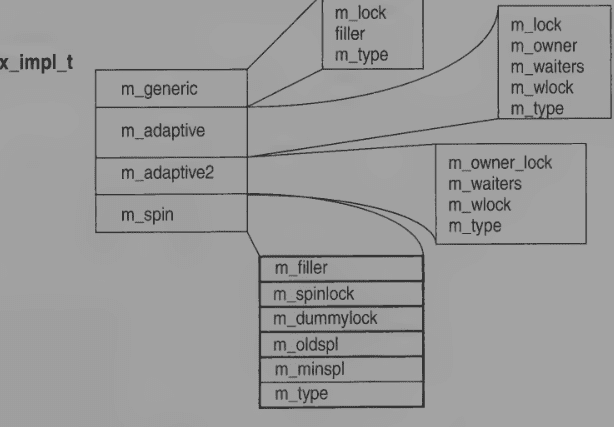 x_impl_t
m_generic
m_adaptive
m_adaptive2
m_spin
m_lock
filler
m_type
m_lock
m_owner
m_waiters
m_wlock
m_type
m_owner_lock
m_waiters
m_wlock
m_type
m_filler
m_spinlock
m_dummylock
m_oldspl
m_minspl
m_type